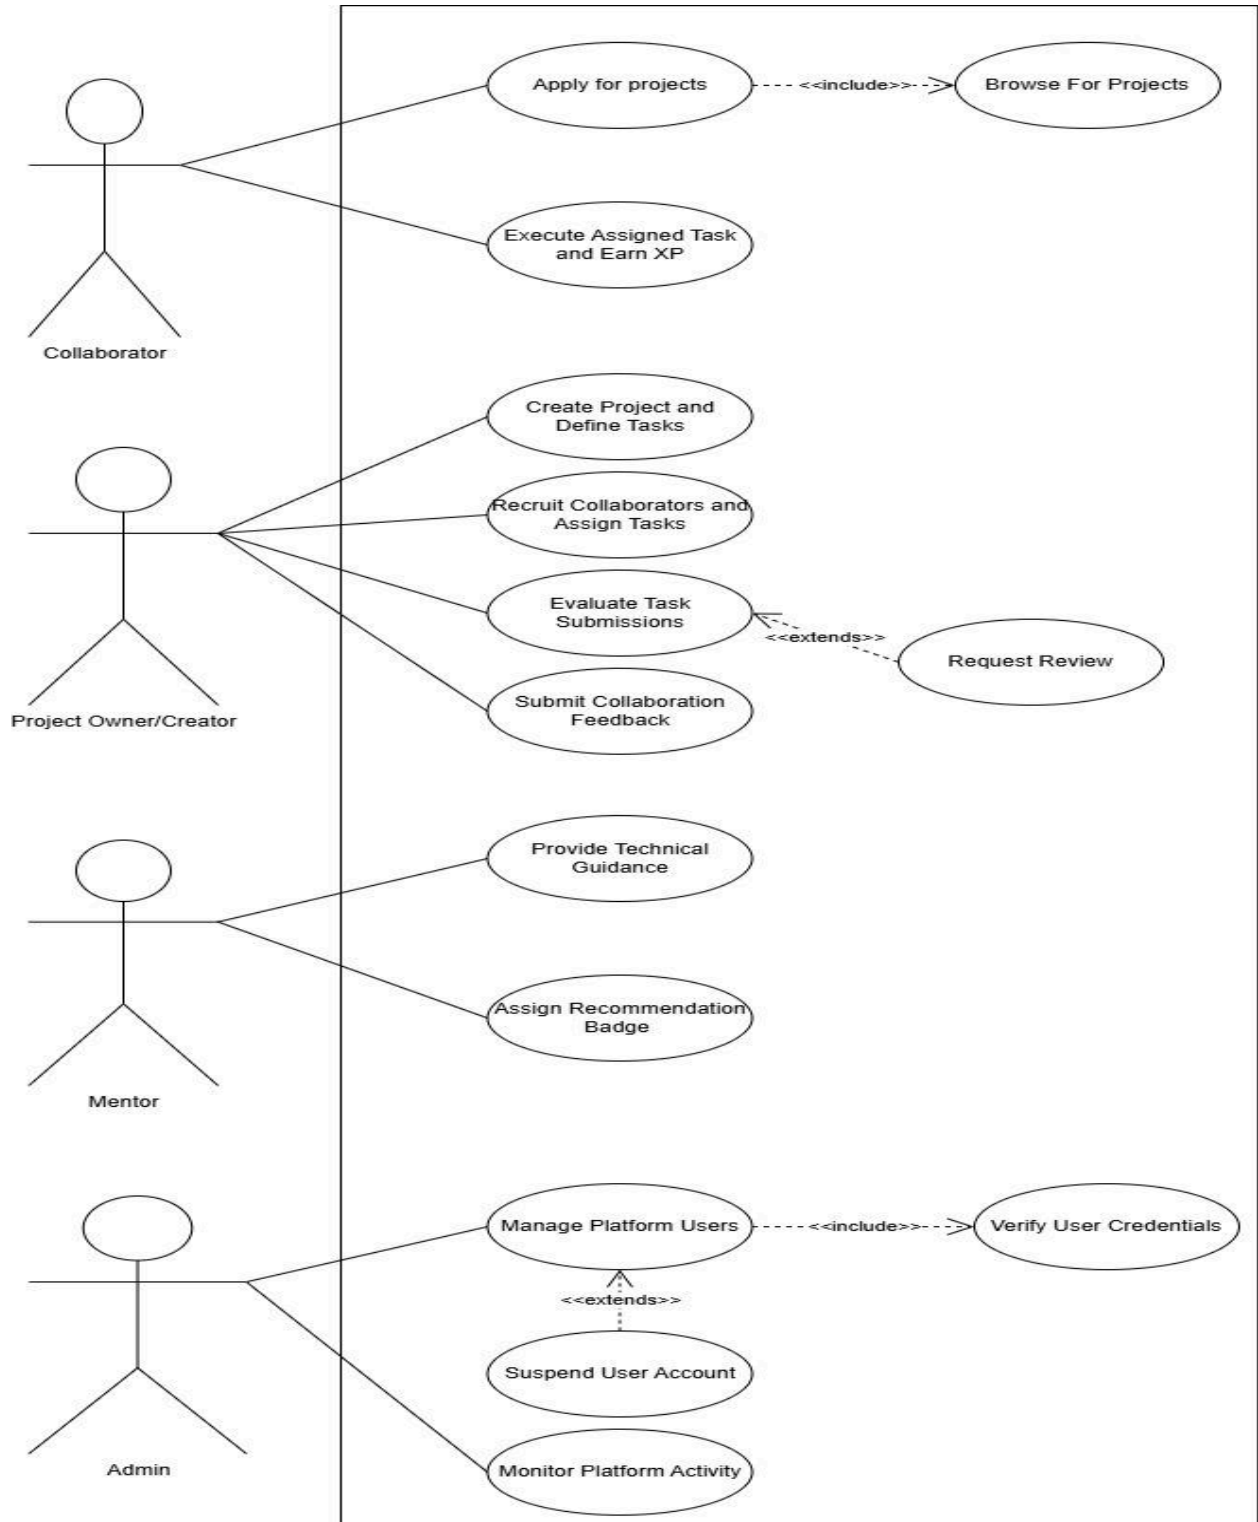 Apply for projects
<<include>>
Browse For Projects
Execute Assigned Task
and Earn XP
Collaborator
Create Project and
Define Tasks
Recruit Collaborators and
Assign Tasks
Evaluate Task
Submissions
<<extends>>
Request Review
Submit Collaboration
Feedback
Project Owner/Creator
Provide Technical
Guidance
Assign Recommendation
Badge
Mentor
Manage Platform Users
<<include>>
Verify User Credentials
<<extends>>
Suspend User Account
Monitor Platform Activity
Admin